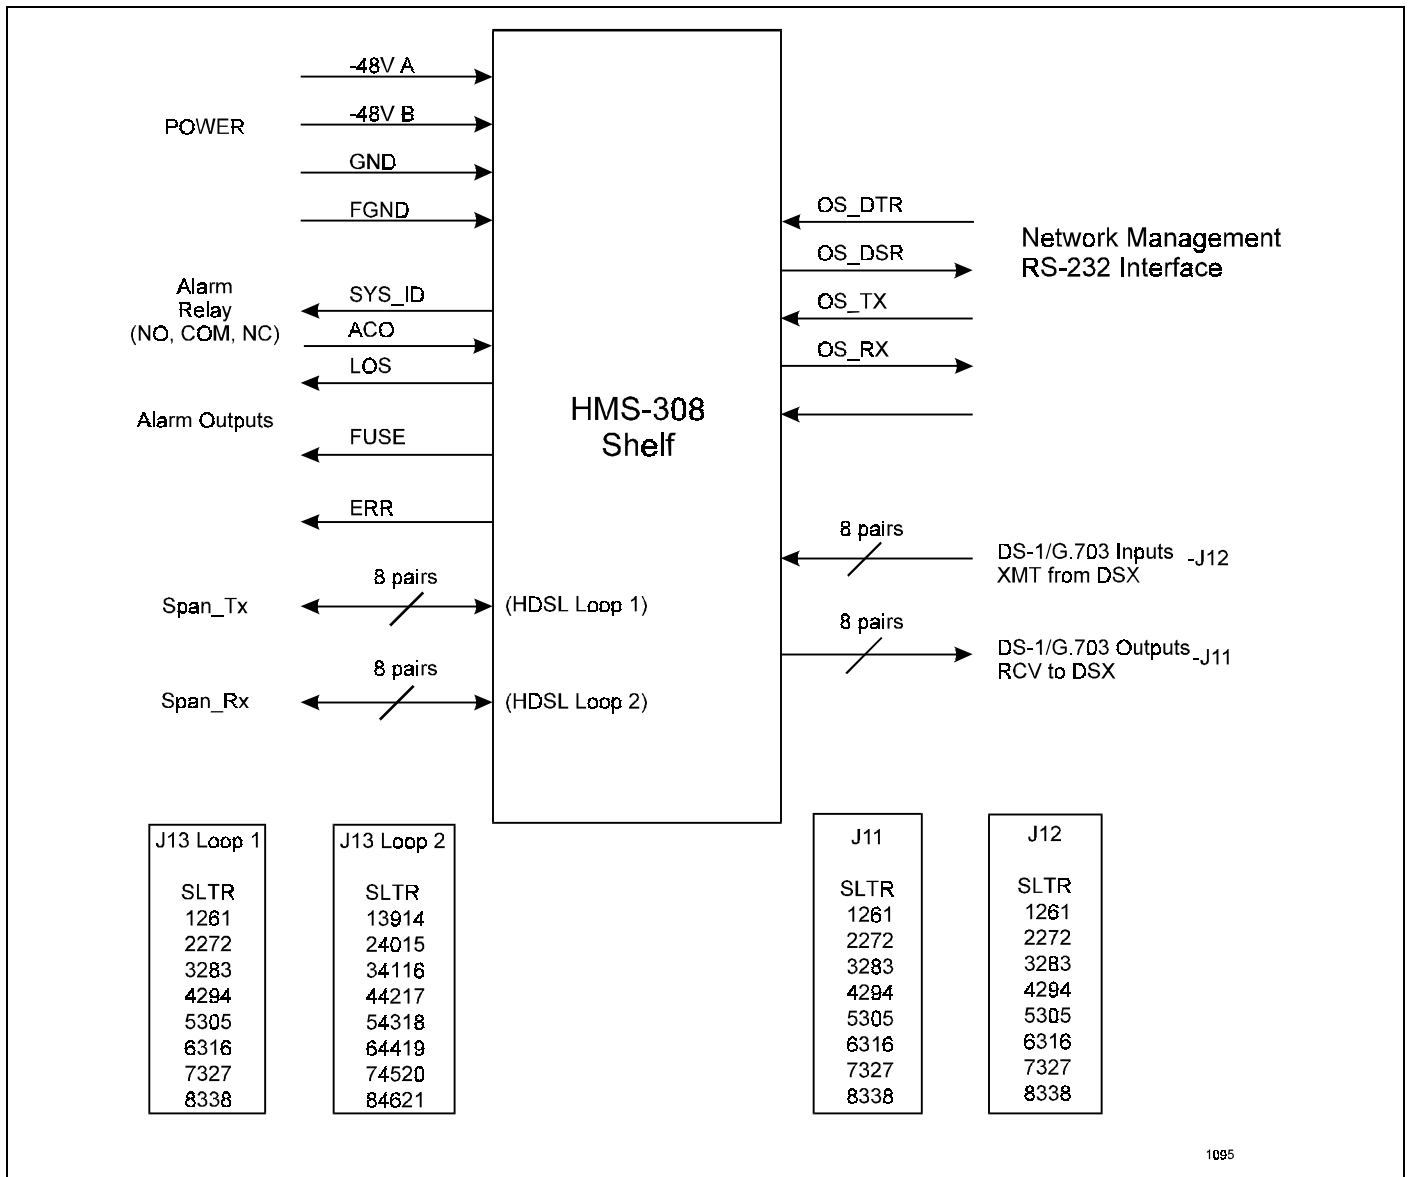 -48V A
-48V B
POWER
GND
FGND
Alarm
Relay
(NO, COM, NC)
SYS_ID
ACO
LOS
Alarm Outputs
FUSE
ERR
8 pairs
Span_Tx
(HDSL Loop 1)
8 pairs
Span_Rx
(HDSL Loop 2)
HMS-308
Shelf
OS_DTR
OS_DSR
OS_TX
OS_RX
Network Management
RS-232 Interface
8 pairs
DS-1/G.703 Inputs -J12
XMT from DSX
8 pairs
DS-1/G.703 Outputs -J11
RCV to DSX
J13 Loop 1
SLTR
1261
2272
3283
4294
5305
6316
7327
8338
J13 Loop 2
SLTR
13914
24015
34116
44217
54318
64419
74520
84621
J11
SLTR
1261
2272
3283
4294
5305
6316
7327
8338
J12
SLTR
1261
2272
3283
4294
5305
6316
7327
8338
1095